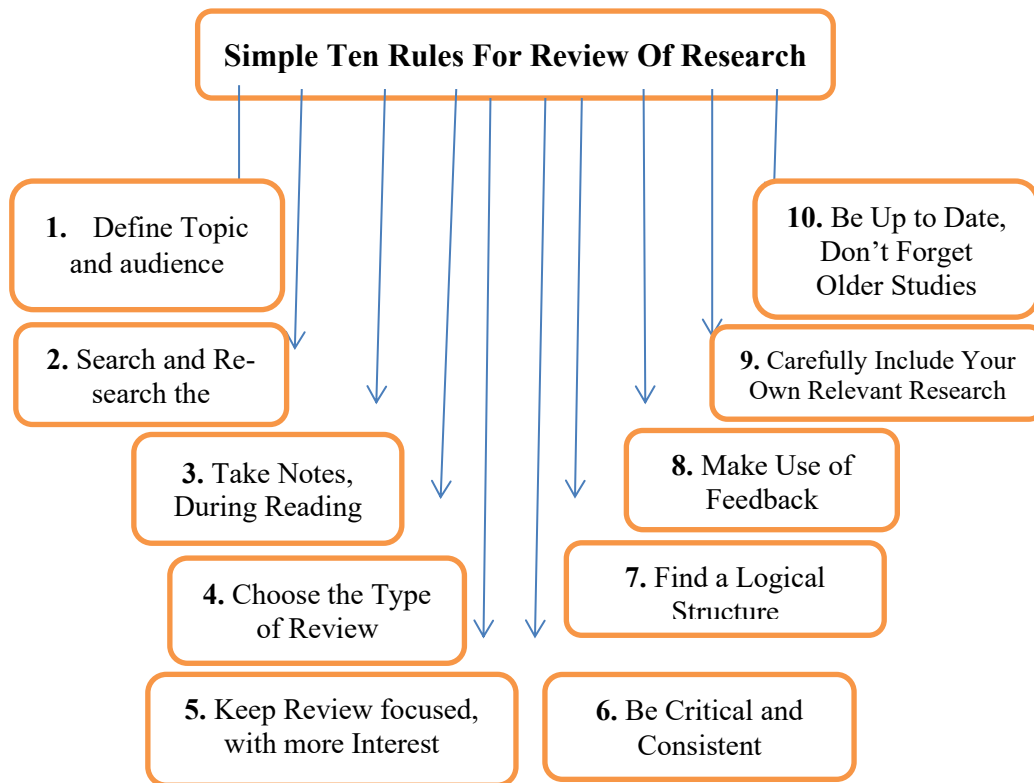 Simple Ten Rules For Review Of Research
1. Define Topic
and audience
2. Search and Re-
search the
3. Take Notes,
During Reading
4. Choose the Type
of Review
5. Keep Review focused,
with more Interest
6. Be Critical and
Consistent
7. Find a Logical
Structure
8. Make Use of
Feedback
9. Carefully Include Your
Own Relevant Research
10. Be Up to Date,
Don’t Forget
Older Studies